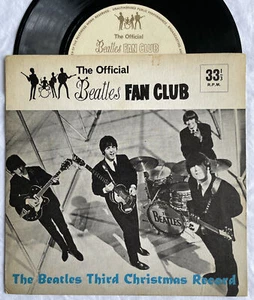 The Official
Beatles FAN CLUB
The Official
Beatles FAN CLUB
33⅓
R.P.M.
THE
BEATLES
The Beatles Third Christmas Record